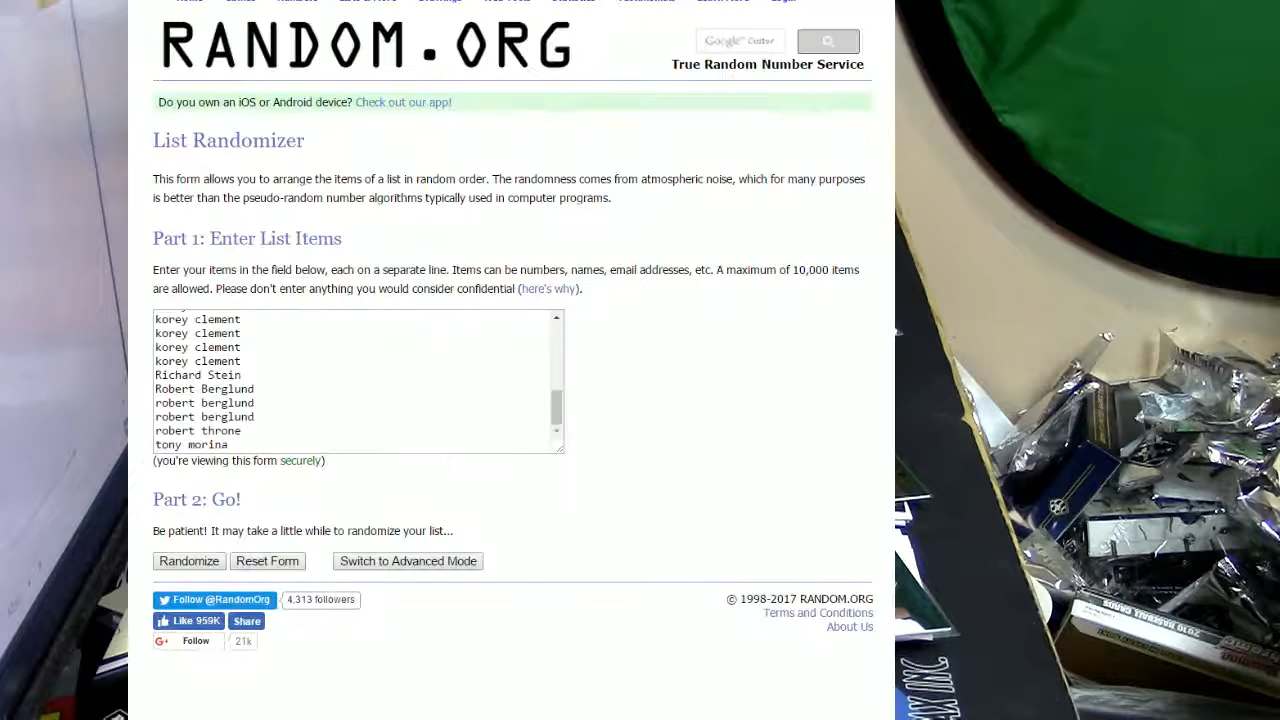 RANDOM.ORG
Google™ Custom
True Random Number Service
Do you own an iOS or Android device? Check out our app!
List Randomizer
This form allows you to arrange the items of a list in random order. The randomness comes from atmospheric noise, which for many purposes
is better than the pseudo-random number algorithms typically used in computer programs.
Part 1: Enter List Items
Enter your items in the field below, each on a separate line. Items can be numbers, names, email addresses, etc. A maximum of 10,000 items
are allowed. Please don't enter anything you would consider confidential (here's why).
korey clement
korey clement
korey clement
korey clement
Richard Stein
Robert Berglund
robert berglund
robert berglund
robert throne
tony morina
(you're viewing this form securely)
Part 2: Go!
Be patient! It may take a little while to randomize your list...
Randomize Reset Form Switch to Advanced Mode
Follow @RandomOrg 4,313 followers
Like 959K Share
Follow 21k
© 1998-2017 RANDOM.ORG
Terms and Conditions
About Us
2010 BASEBALL CARDS